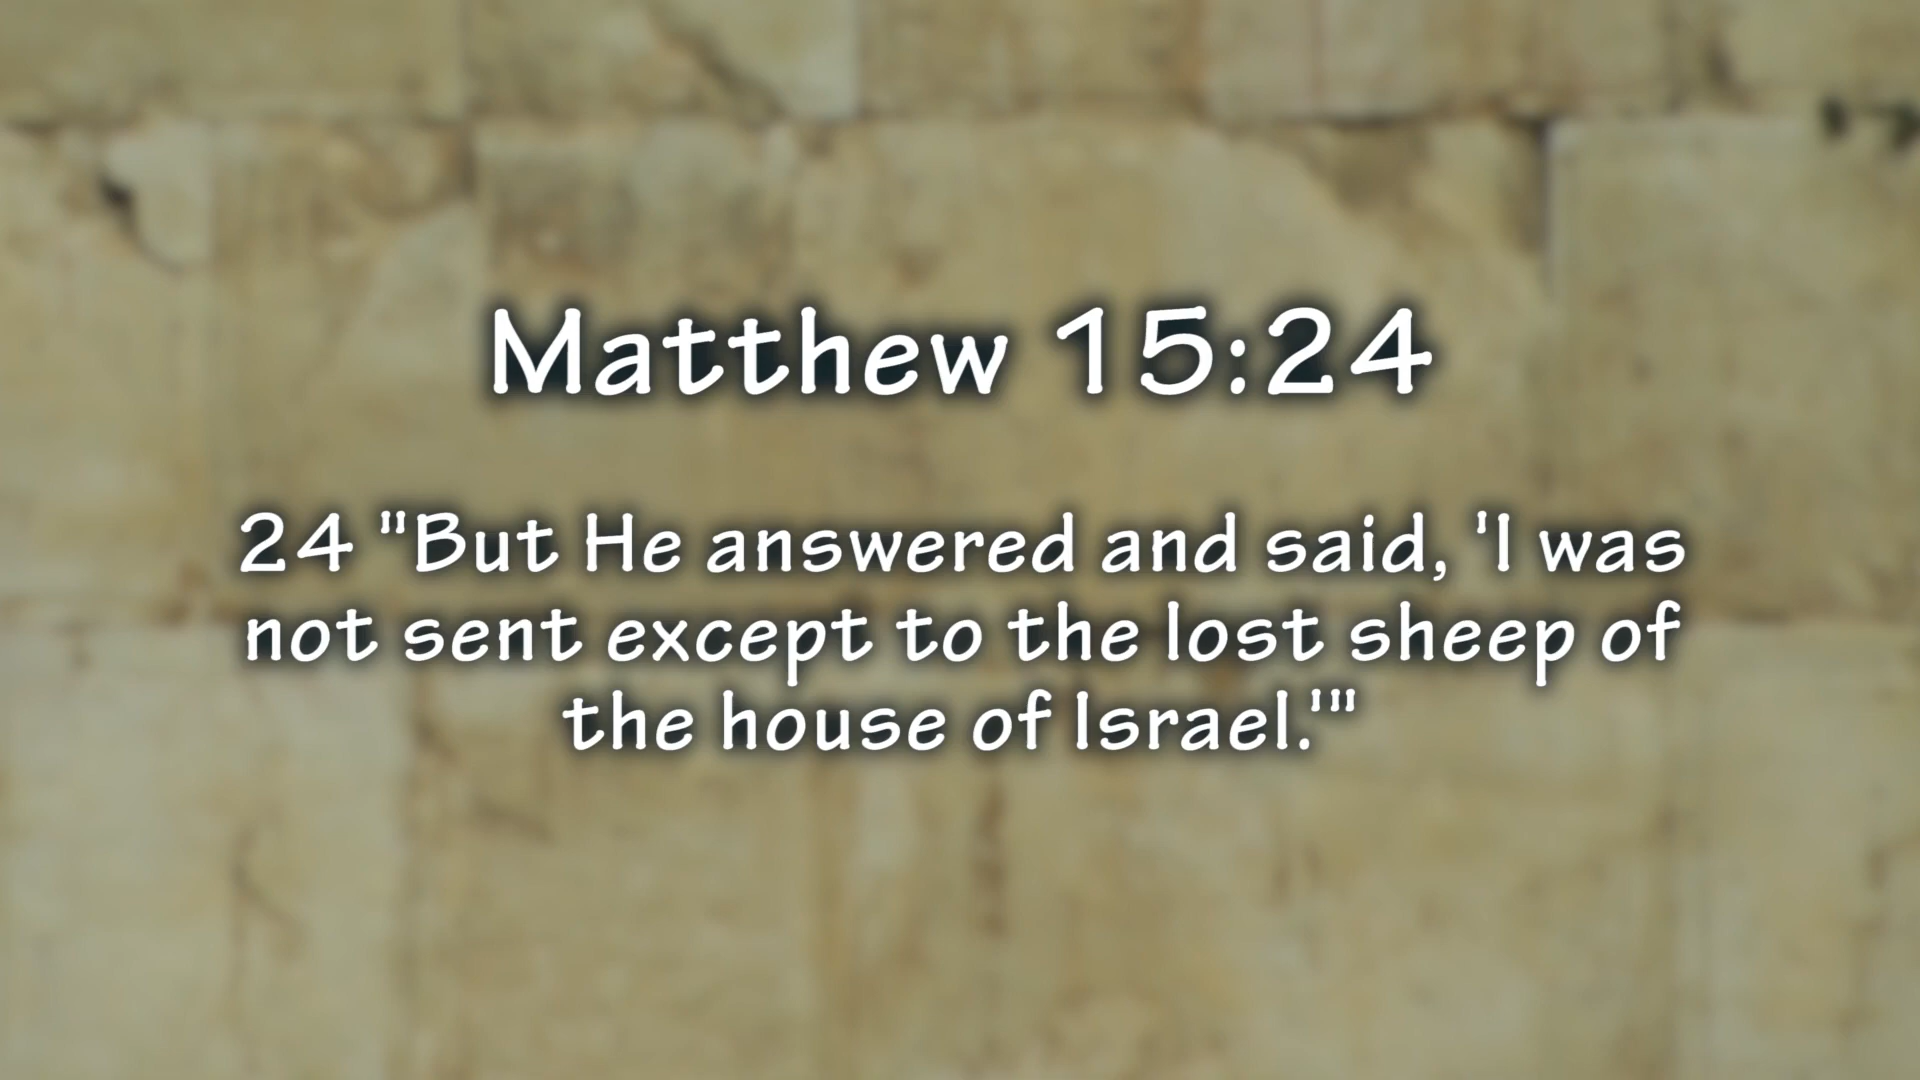 Matthew 15:24
24 "But He answered and said, 'I was
not sent except to the lost sheep of
the house of Israel.'"